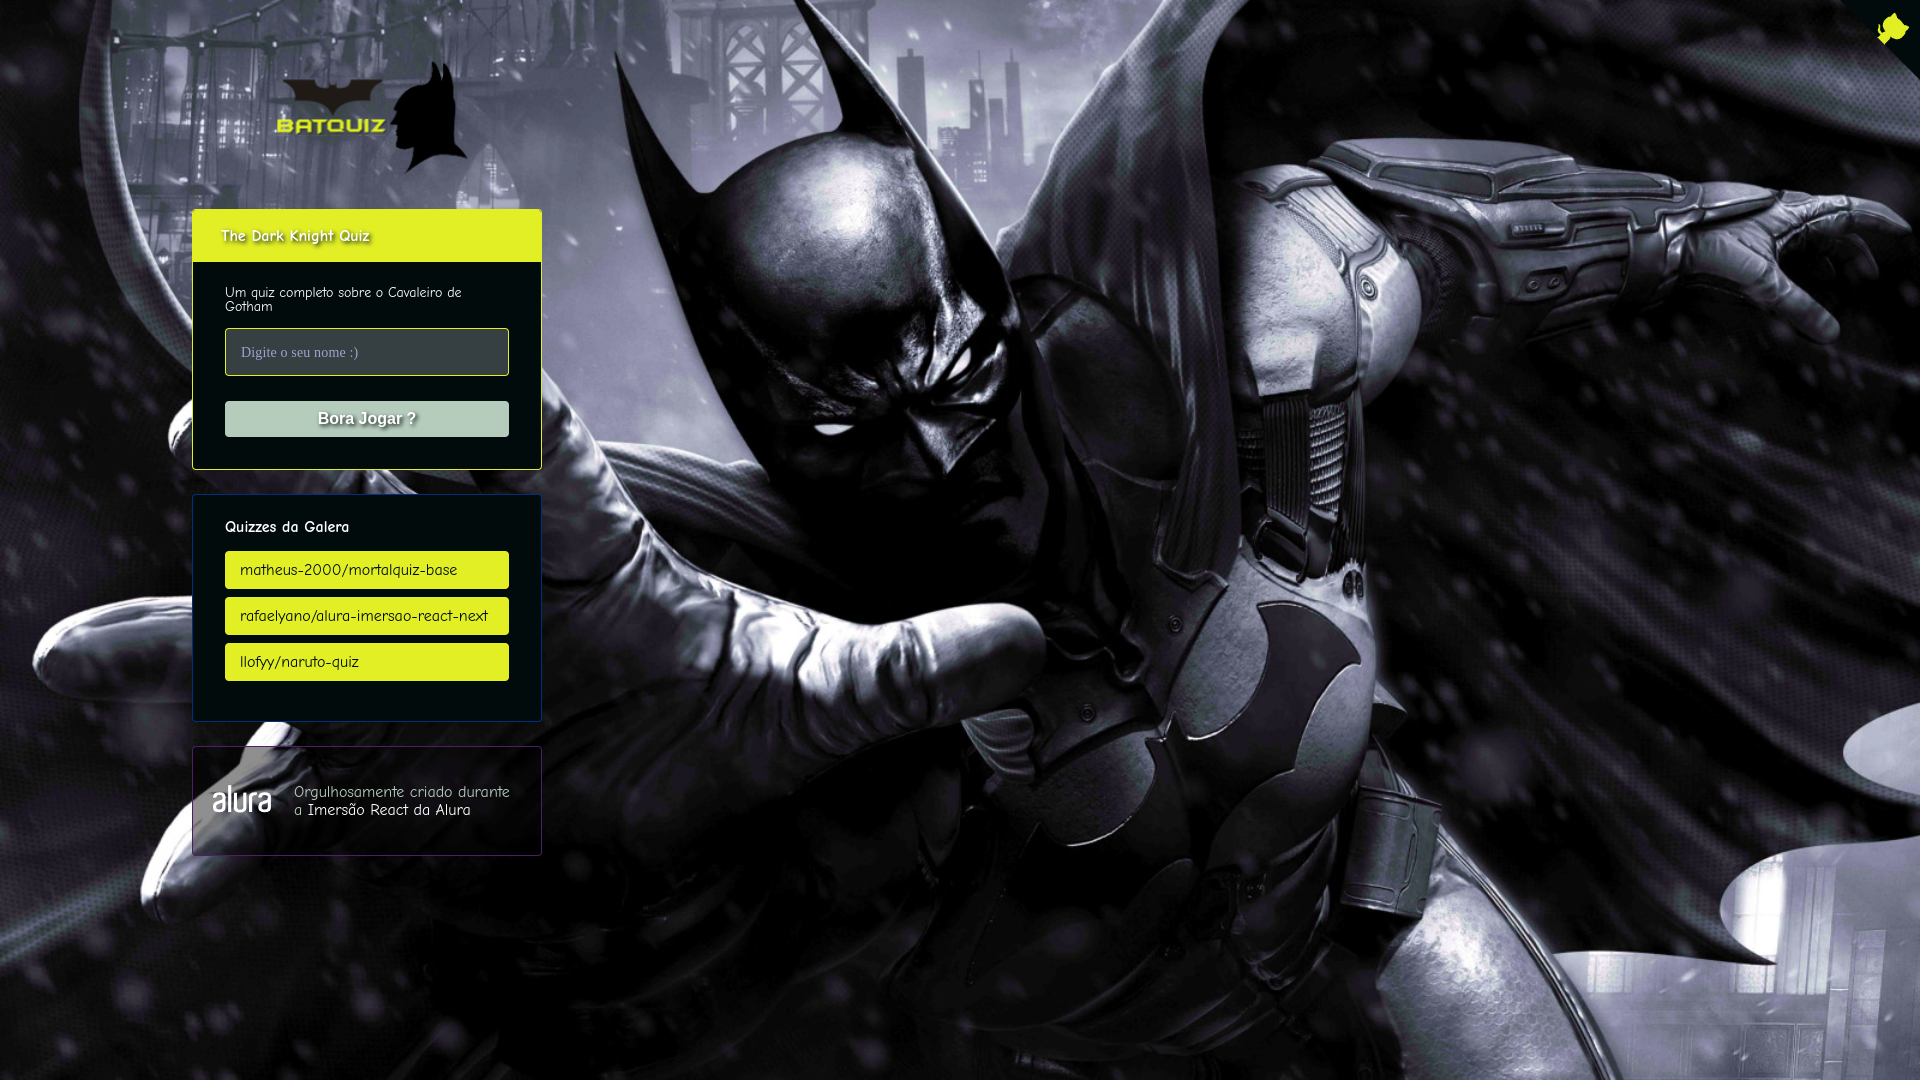 BATQUIZ
The Dark Knight Quiz
Um quiz completo sobre o Cavaleiro de
Gotham
Digite o seu nome :)
Bora Jogar ?
Quizzes da Galera
matheus-2000/mortalquiz-base
rafaelyano/alura-imersao-react-next
llofyy/naruto-quiz
alura
Orgulhosamente criado durante
a Imersão React da Alura